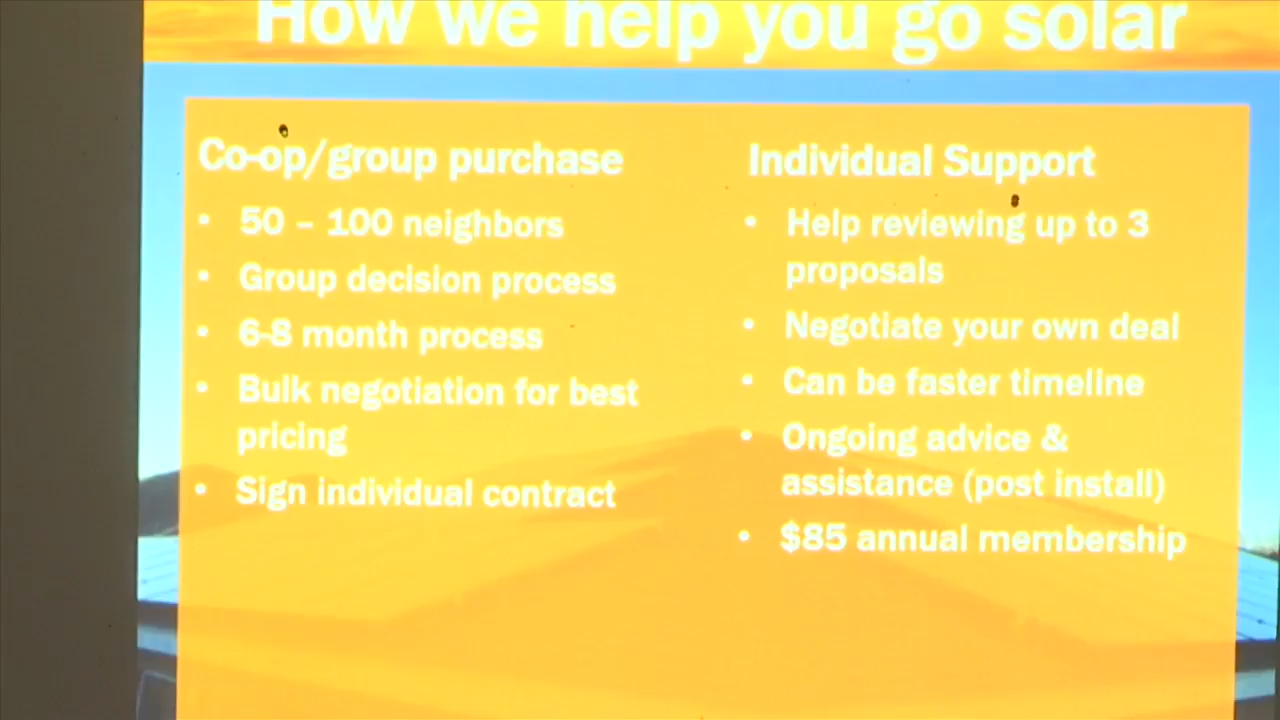 How we help you go solar
Co-op/group purchase
• 50 – 100 neighbors
• Group decision process
• 6-8 month process
• Bulk negotiation for best
pricing
• Sign individual contract
Individual Support
• Help reviewing up to 3
proposals
• Negotiate your own deal
• Can be faster timeline
• Ongoing advice &
assistance (post install)
• $85 annual membership